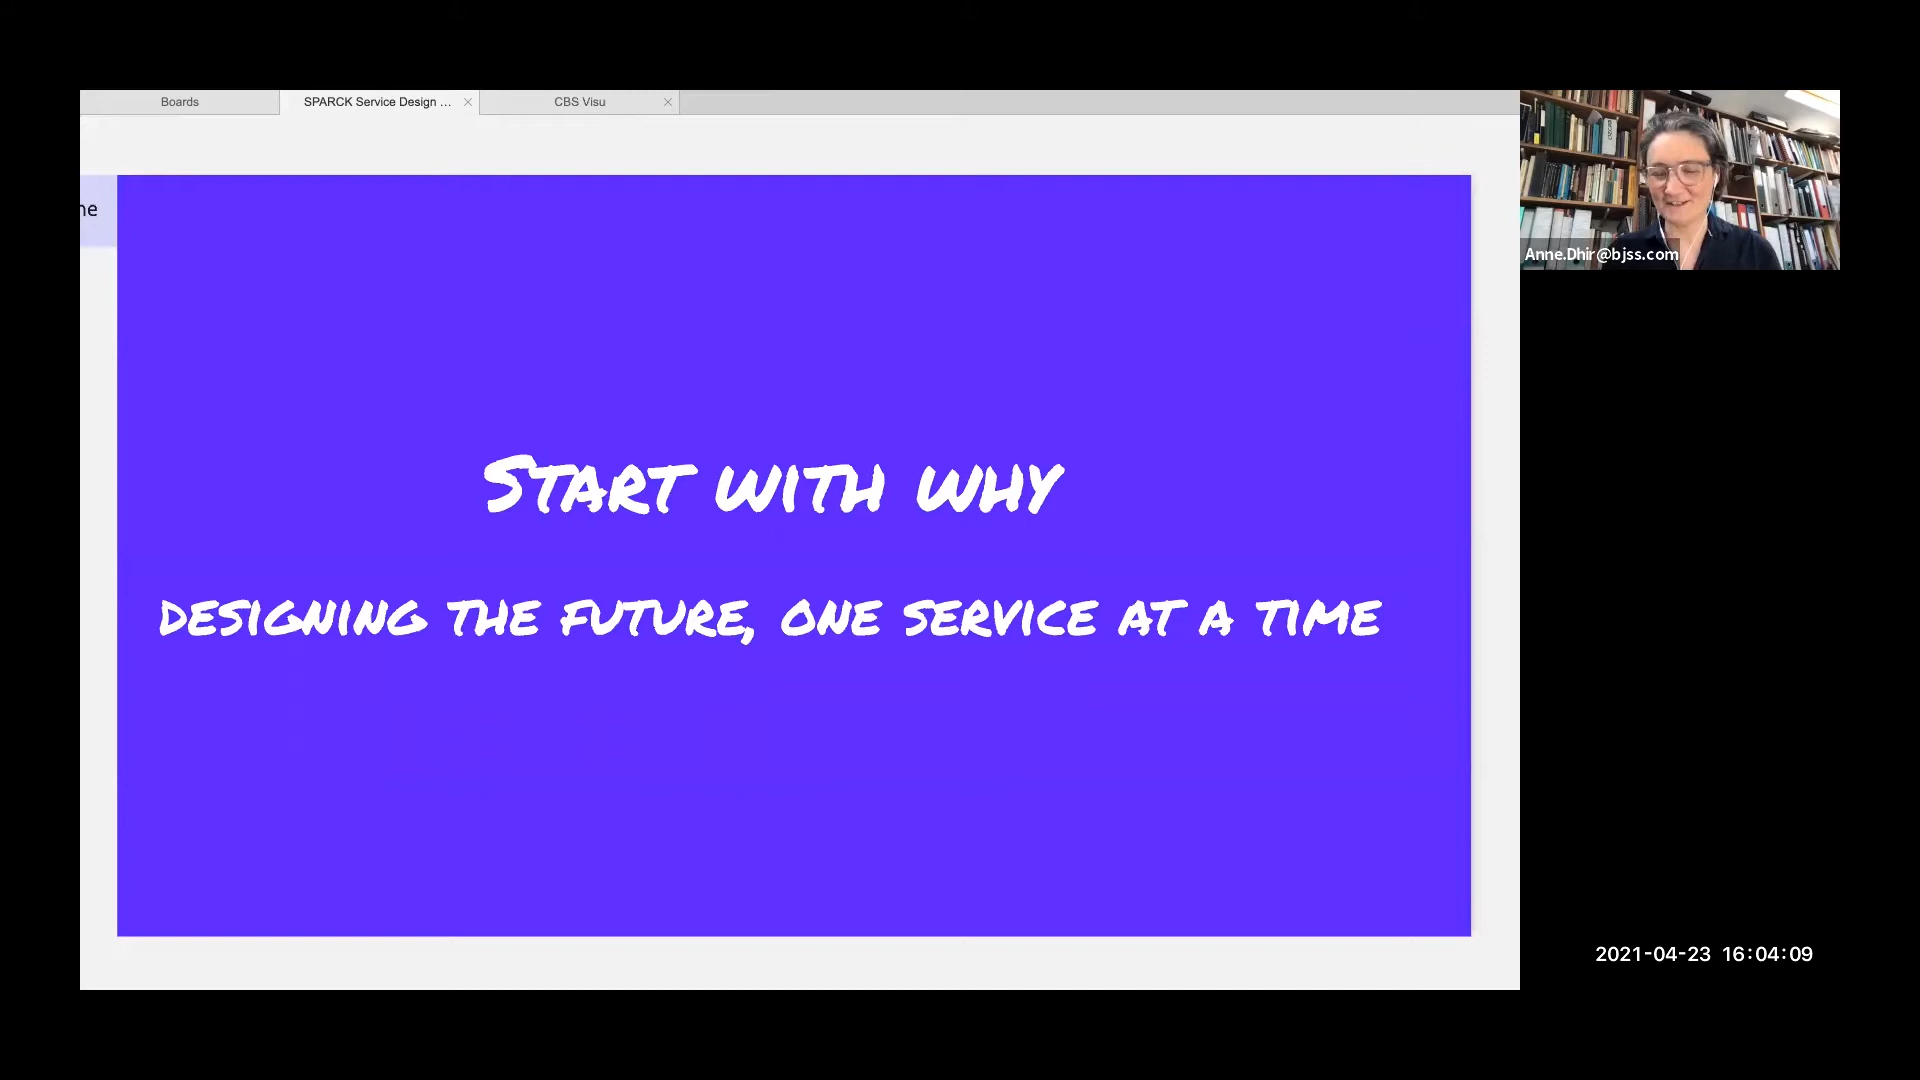 Boards
SPARCK Service Design ...
CBS Visu
Anne.Dhir@bjss.com
ne
Start with why
designing the future, one service at a time
2021-04-23 16:04:09